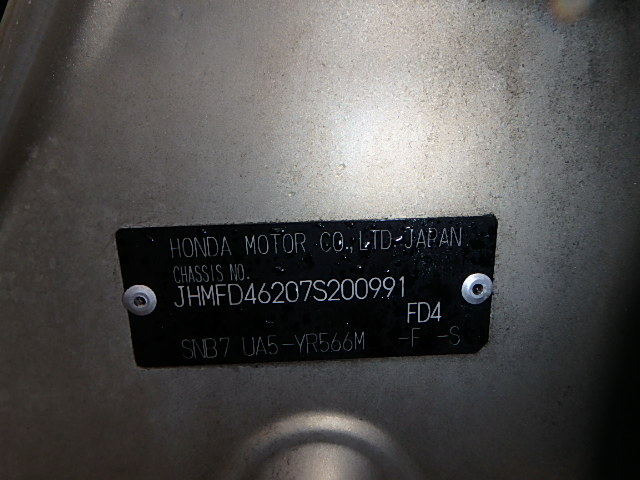 HONDA MOTOR CO.,LTD-JAPAN
CHASSIS NO.
JHMFD46207S200991
FD4
SNB7 UA5-YR566M -F -S